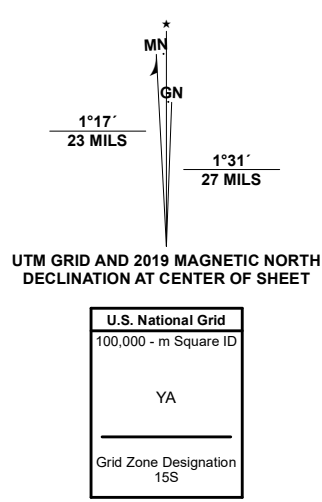 MN
GN
1°17´
23 MILS
1°31´
27 MILS
UTM GRID AND 2019 MAGNETIC NORTH
DECLINATION AT CENTER OF SHEET
U.S. National Grid
100,000 - m Square ID
YA
Grid Zone Designation
15S